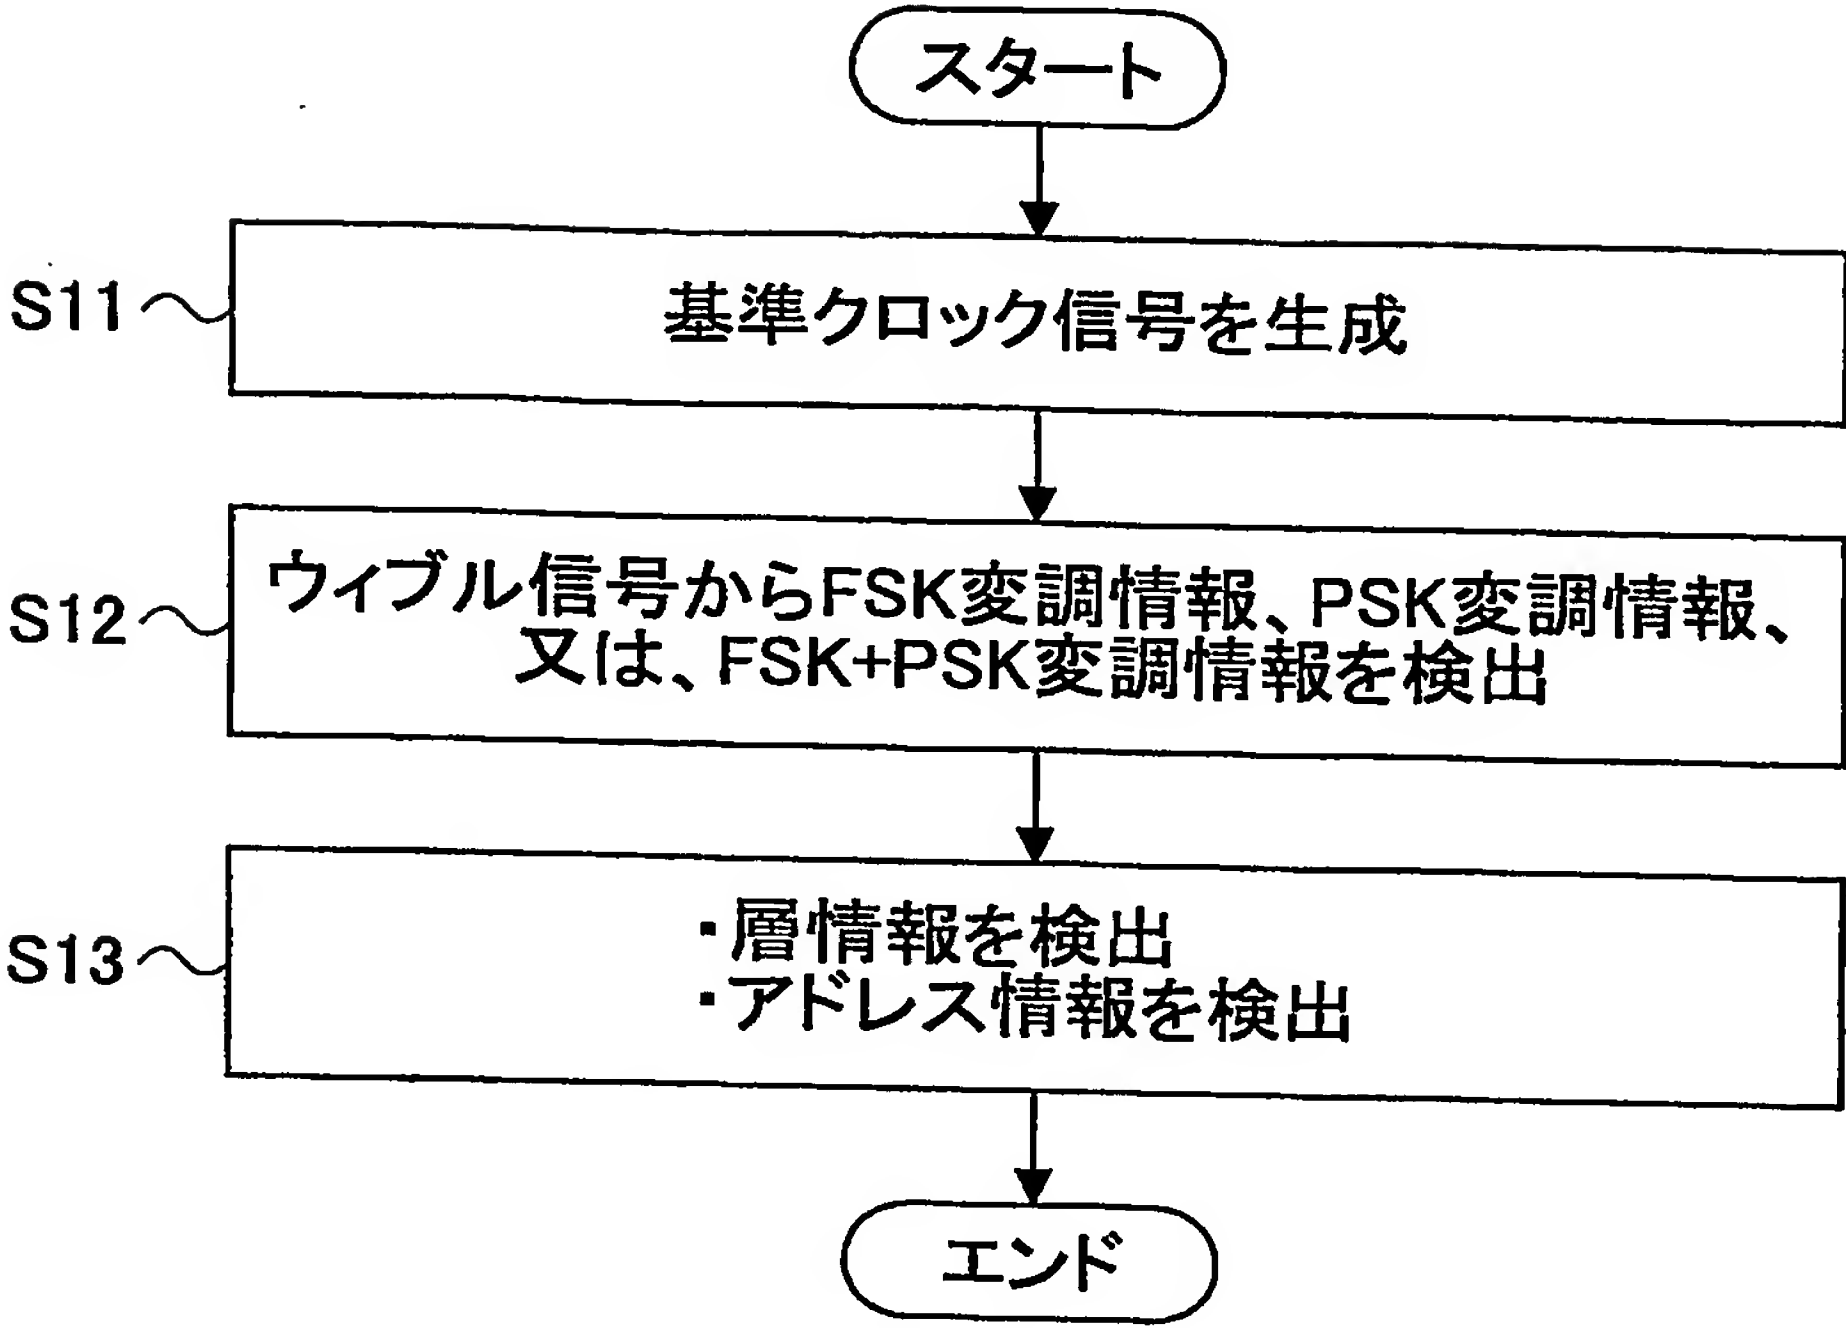 スタート
S11
基準クロック信号を生成
S12
ウィブル信号からFSK変調情報、PSK変調情報、
又は、FSK+PSK変調情報を検出
S13
・層情報を検出
・アドレス情報を検出
エンド